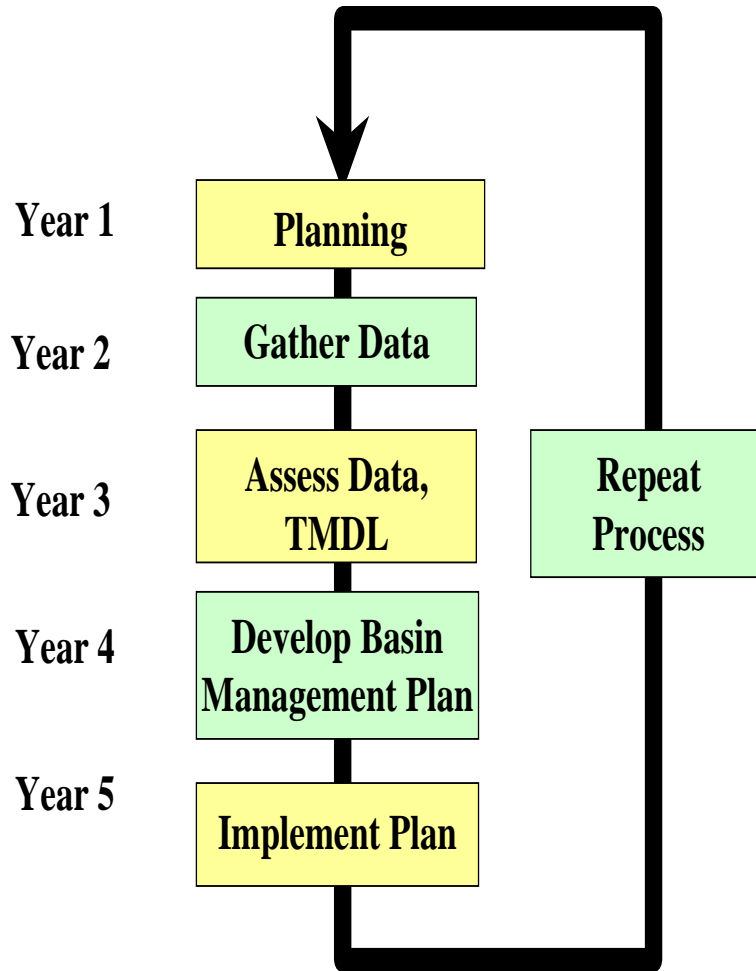 Year 1
Planning
Year 2
Gather Data
Year 3
Assess Data,
TMDL
Repeat
Process
Year 4
Develop Basin
Management Plan
Year 5
Implement Plan